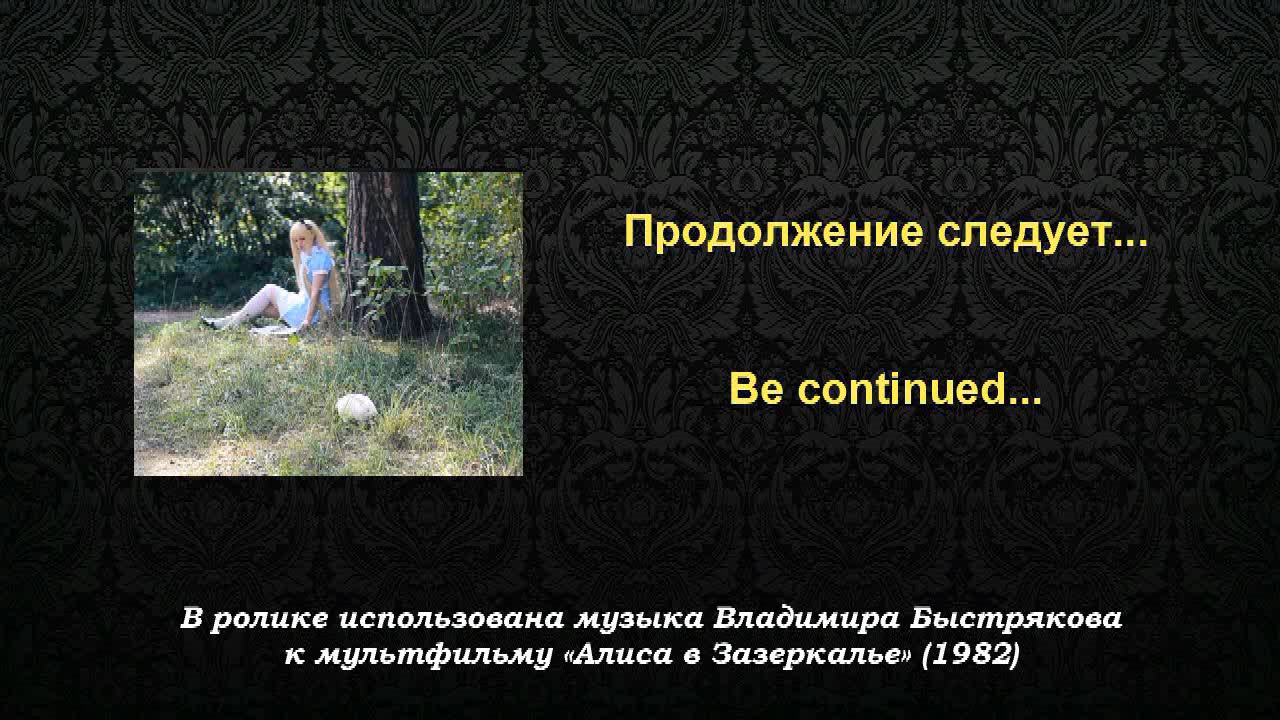 Продолжение следует...
Be continued...
В ролике использована музыка Владимира Быстрякова
к мультфильму «Алиса в Зазеркалье» (1982)